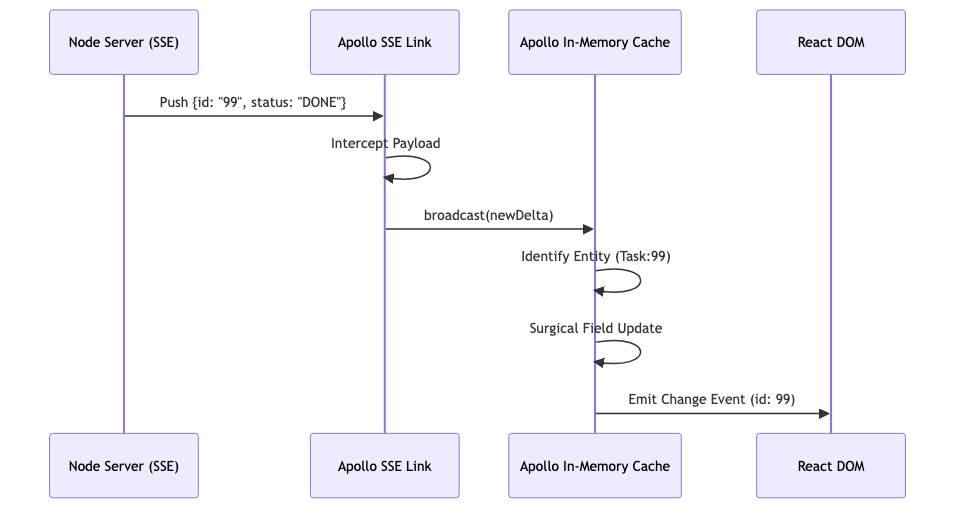 Node Server (SSE)
Apollo SSE Link
Apollo In-Memory Cache
React DOM
Push {id: "99", status: "DONE"}
Intercept Payload
broadcast(newDelta)
Identify Entity (Task:99)
Surgical Field Update
Emit Change Event (id: 99)
Node Server (SSE)
Apollo SSE Link
Apollo In-Memory Cache
React DOM